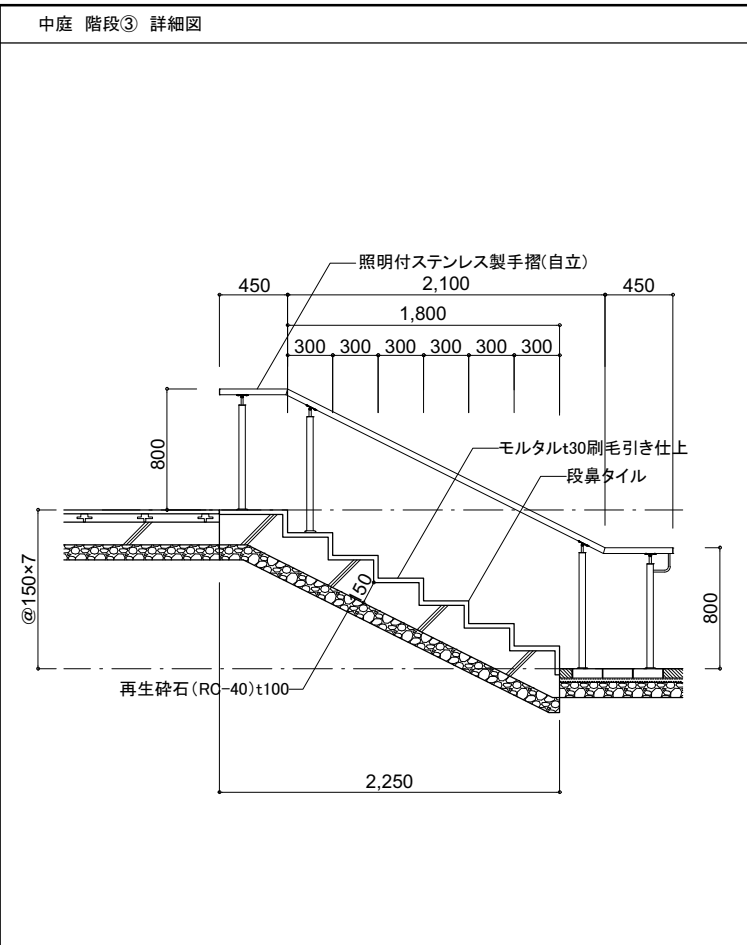 中庭 階段③ 詳細図
照明付ステンレス製手摺(自立)
450
2,100
450
1,800
300 300 300 300 300 300
800
モルタルt30刷毛引き仕上
段鼻タイル
@150×7
150
800
再生砕石(RC-40)t100
2,250